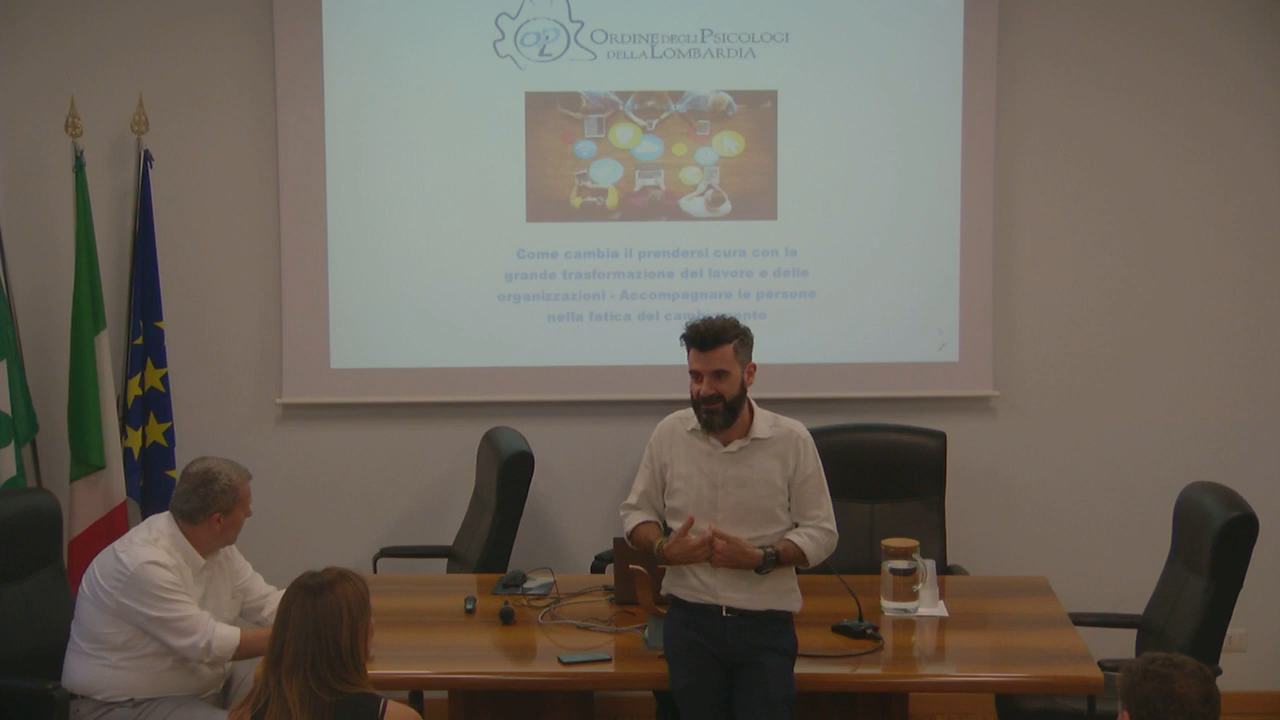 OPL
ORDINE DEGLI PSICOLOGI
DELLA LOMBARDIA
Come cambia il prendersi cura con la
grande trasformazione del lavoro e delle
organizzazioni - Accompagnare le persone
nella fatica del